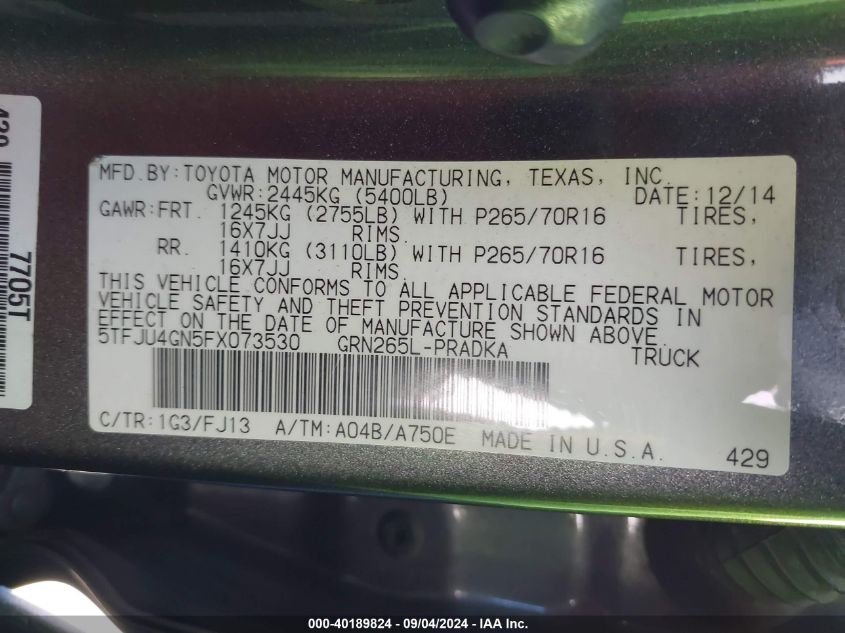 MFD.BY:TOYOTA MOTOR MANUFACTURING, TEXAS, INC.
GVWR:2445KG (5400LB) DATE:12/14
GAWR:FRT. 1245KG (2755LB) WITH P265/70R16 TIRES,
16X7JJ RIMS.
RR. 1410KG (3110LB) WITH P265/70R16 TIRES,
16X7JJ RIMS.
THIS VEHICLE CONFORMS TO ALL APPLICABLE FEDERAL MOTOR
VEHICLE SAFETY AND THEFT PREVENTION STANDARDS IN
EFFECT ON THE DATE OF MANUFACTURE SHOWN ABOVE.
5TFJU4GN5FX073530 GRN265L-PRADKA TRUCK
C/TR:1G3/FJ13 A/TM:A04B/A750E MADE IN U.S.A.
429
7705T
000-40189824 - 09/04/2024 - IAA Inc.